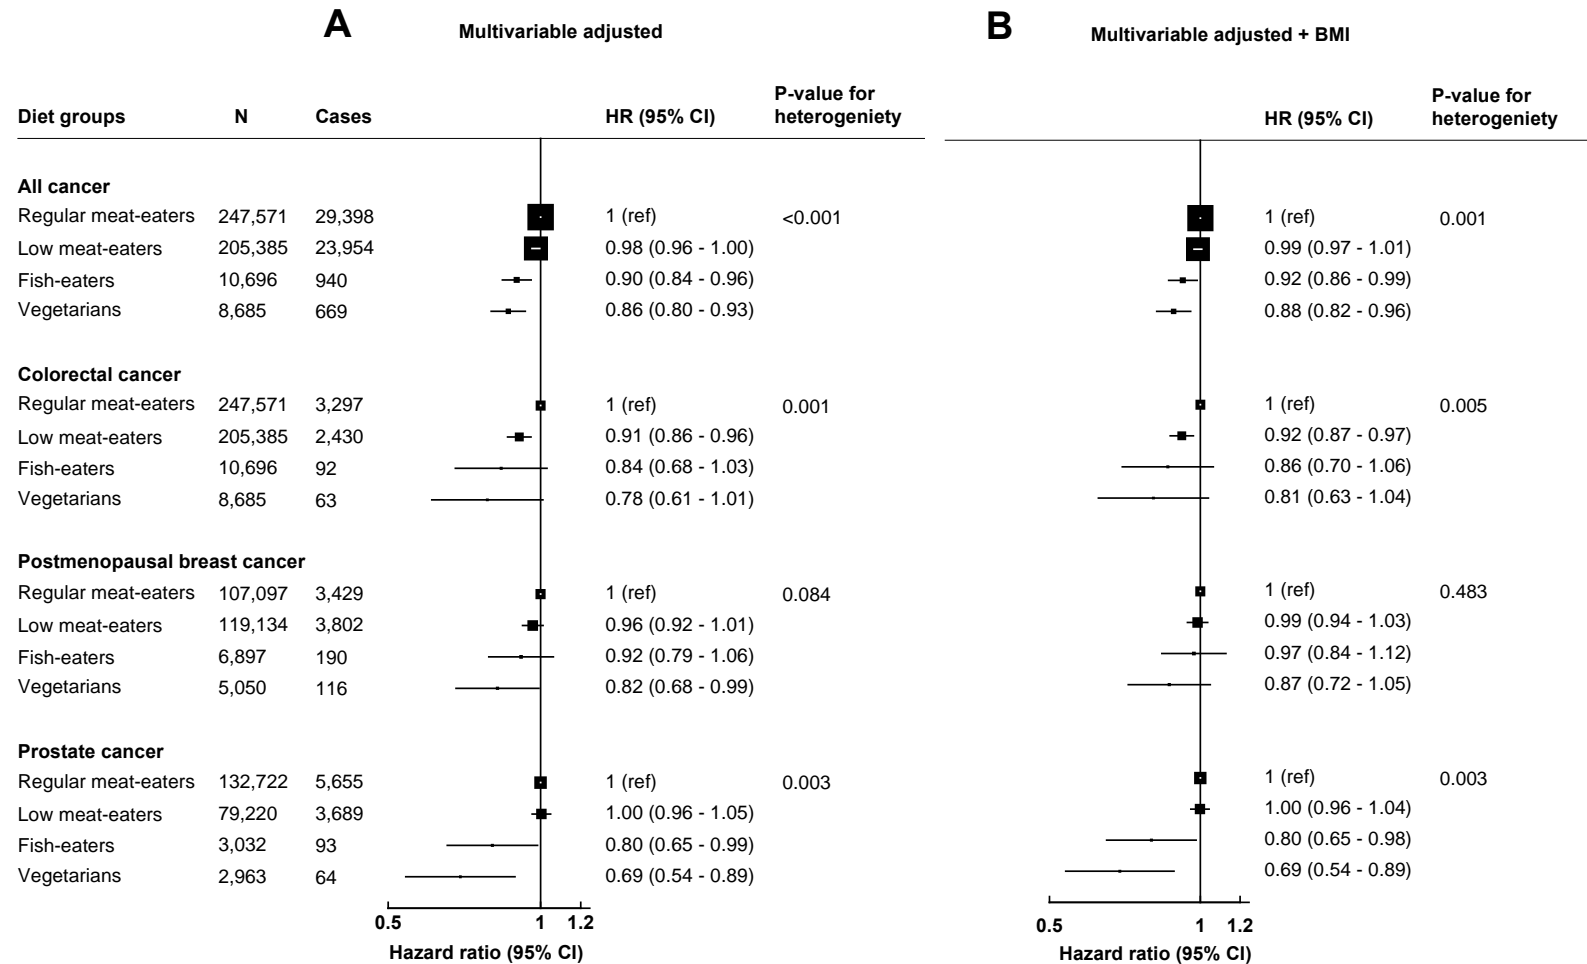 A Multivariable adjusted B Multivariable adjusted + BMI
Diet groups N Cases HR (95% CI) P-value for heterogeniety HR (95% CI) P-value for heterogeniety
All cancer
Regular meat-eaters 247,571 29,398 1 (ref) <0.001 1 (ref) 0.001
Low meat-eaters 205,385 23,954 0.98 (0.96 - 1.00) 0.99 (0.97 - 1.01)
Fish-eaters 10,696 940 0.90 (0.84 - 0.96) 0.92 (0.86 - 0.99)
Vegetarians 8,685 669 0.86 (0.80 - 0.93) 0.88 (0.82 - 0.96)
Colorectal cancer
Regular meat-eaters 247,571 3,297 1 (ref) 0.001 1 (ref) 0.005
Low meat-eaters 205,385 2,430 0.91 (0.86 - 0.96) 0.92 (0.87 - 0.97)
Fish-eaters 10,696 92 0.84 (0.68 - 1.03) 0.86 (0.70 - 1.06)
Vegetarians 8,685 63 0.78 (0.61 - 1.01) 0.81 (0.63 - 1.04)
Postmenopausal breast cancer
Regular meat-eaters 107,097 3,429 1 (ref) 0.084 1 (ref) 0.483
Low meat-eaters 119,134 3,802 0.96 (0.92 - 1.01) 0.99 (0.94 - 1.03)
Fish-eaters 6,897 190 0.92 (0.79 - 1.06) 0.97 (0.84 - 1.12)
Vegetarians 5,050 116 0.82 (0.68 - 0.99) 0.87 (0.72 - 1.05)
Prostate cancer
Regular meat-eaters 132,722 5,655 1 (ref) 0.003 1 (ref) 0.003
Low meat-eaters 79,220 3,689 1.00 (0.96 - 1.05) 1.00 (0.96 - 1.04)
Fish-eaters 3,032 93 0.80 (0.65 - 0.99) 0.80 (0.65 - 0.98)
Vegetarians 2,963 64 0.69 (0.54 - 0.89) 0.69 (0.54 - 0.89)
0.5 1 1.2 0.5 1 1.2
Hazard ratio (95% CI) Hazard ratio (95% CI)